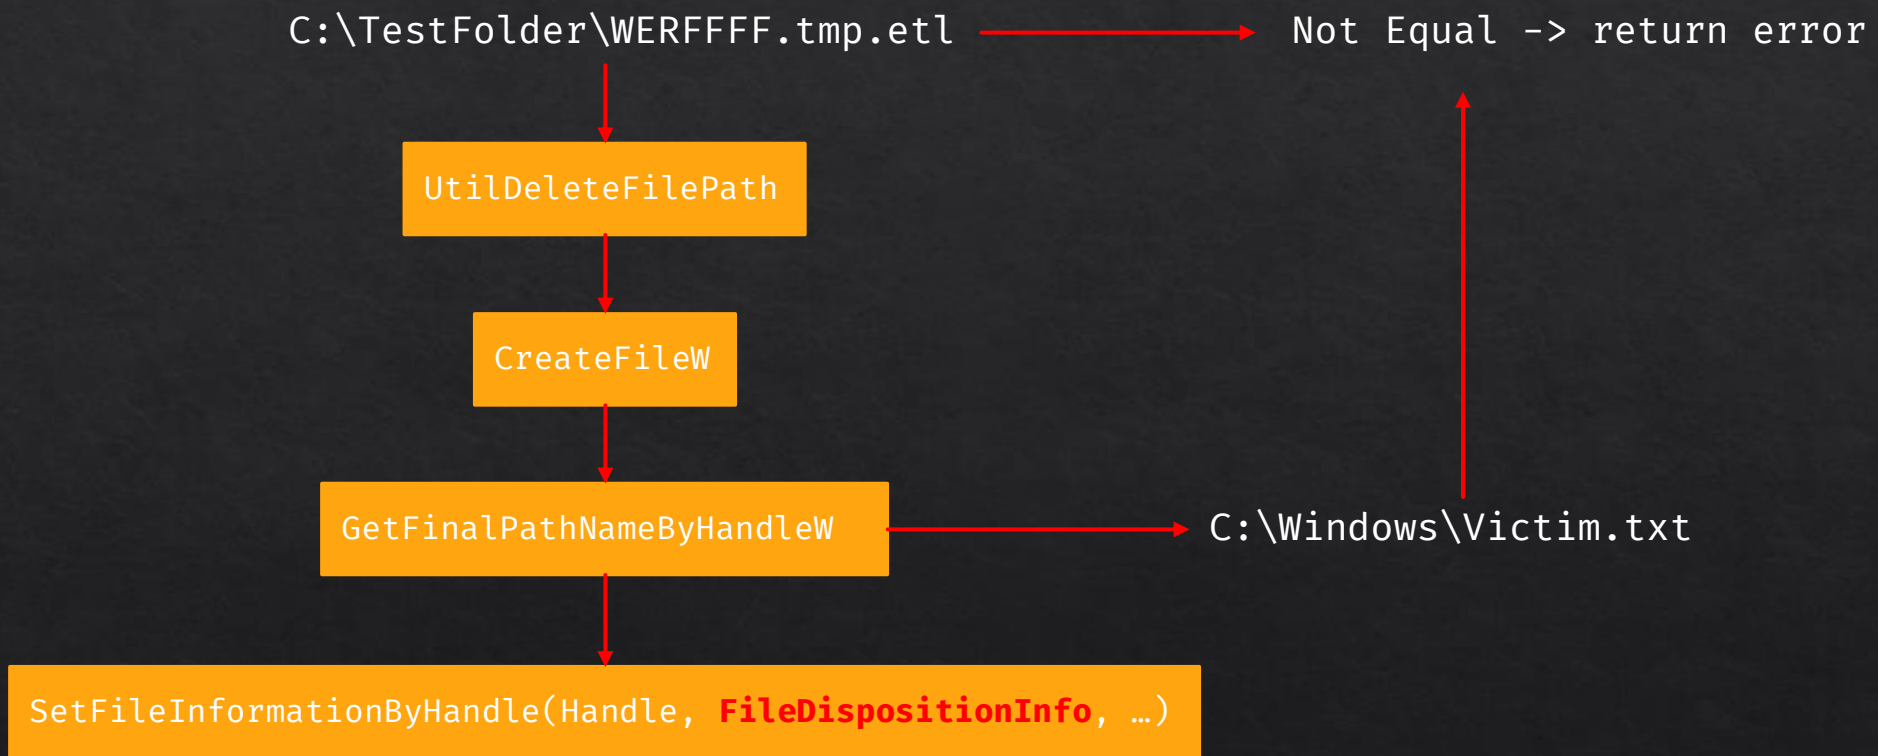 C:\TestFolder\WERFFFF.tmp.etl
Not Equal -> return error
UtilDeleteFilePath
CreateFileW
GetFinalPathNameByHandleW
C:\Windows\Victim.txt
SetFileInformationByHandle(Handle, FileDispositionInfo, …)